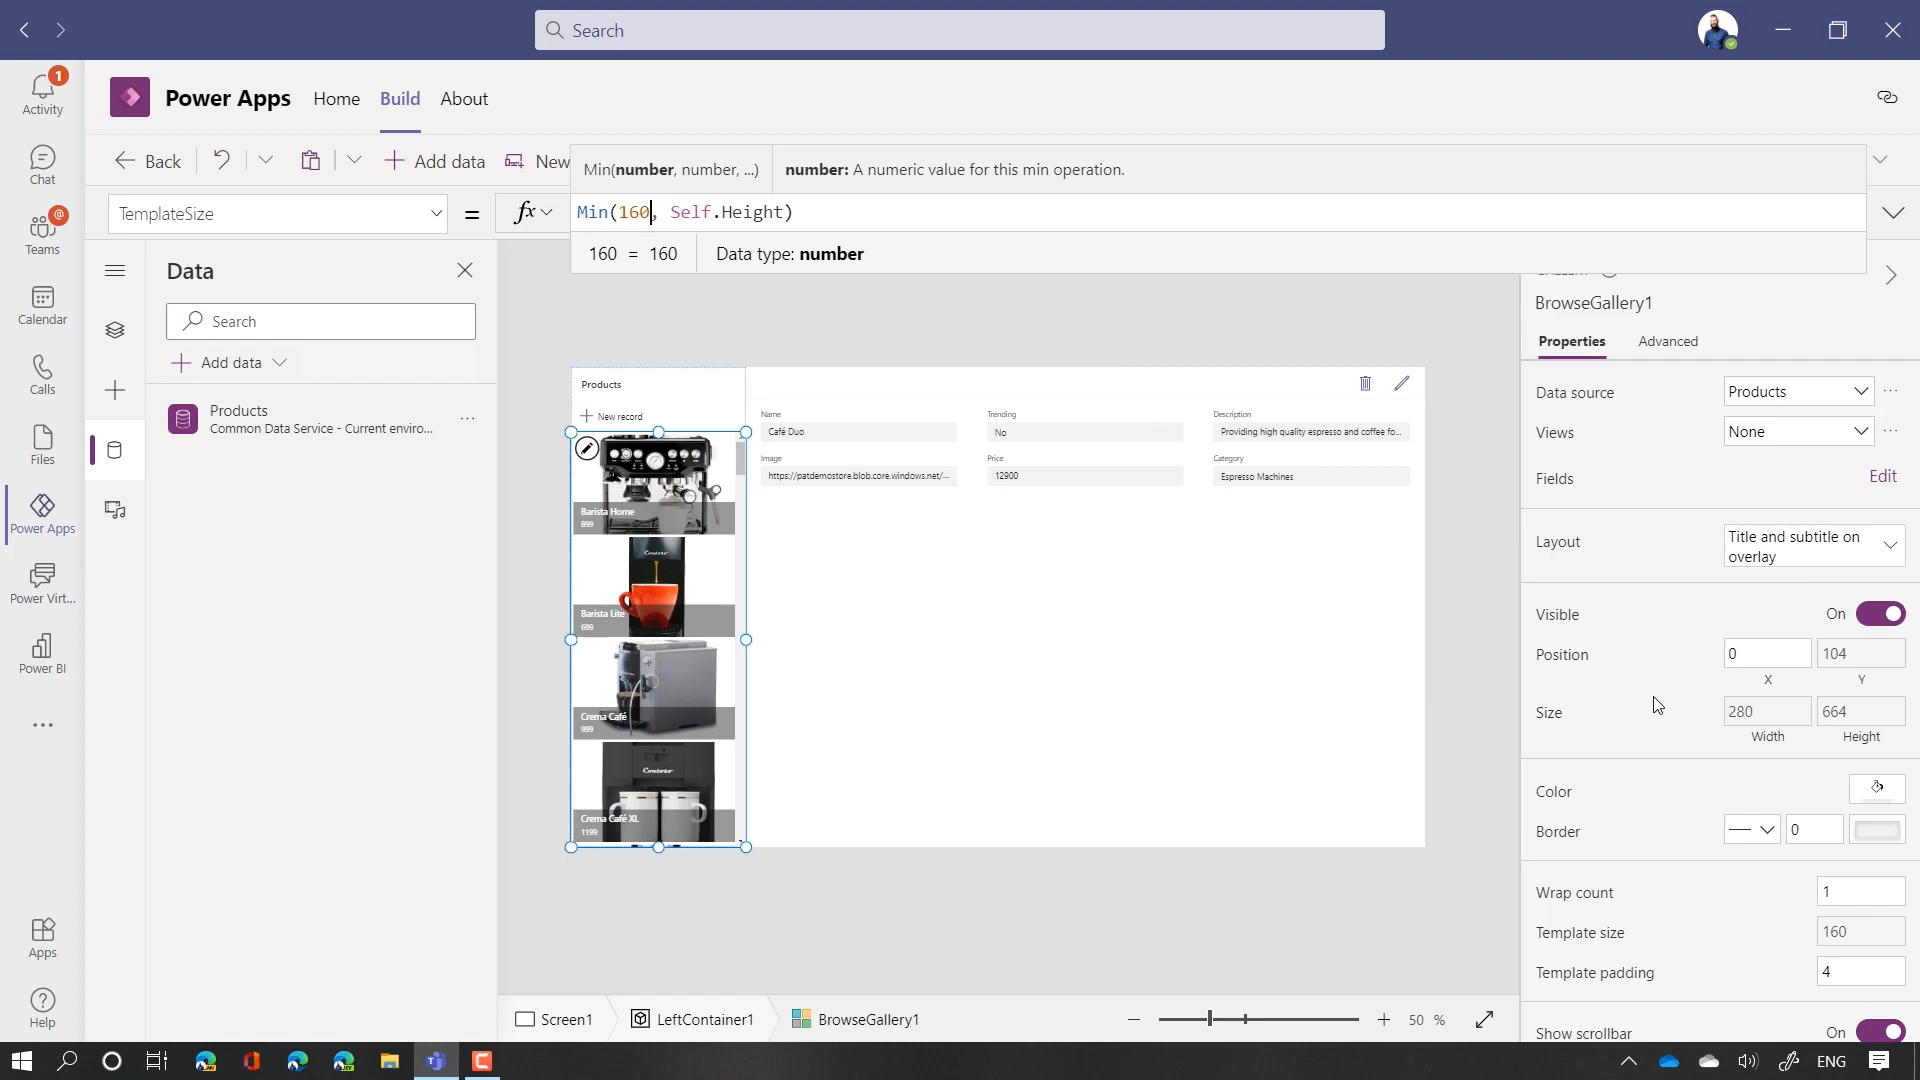 Search
1
Activity
Chat
@
Teams
Calendar
Calls
Files
Power Apps
Power Virt...
Power BI
...
Apps
Help
Power Apps
Home
Build
About
Back
Add data
New
Min(number, number, ...)
number: A numeric value for this min operation.
TemplateSize
=
fx
Min(160, Self.Height)
160 = 160
Data type: number
Data
Search
Add data
Products
Common Data Service - Current enviro...
...
Products
New record
Barista Home
899
Contoso
Barista Lite
699
Crema Café
999
Contoso
Crema Café XL
1199
Name
Trending
Description
Café Duo
No
Providing high quality espresso and coffee fo...
Image
Price
Category
https://patdemostore.blob.core.windows.net/...
12900
Espresso Machines
BrowseGallery1
Properties
Advanced
Data source
Products
...
Views
None
...
Fields
Edit
Layout
Title and subtitle on
overlay
Visible
On
Position
0
104
X
Y
Size
280
664
Width
Height
Color
Border
0
Wrap count
1
Template size
160
Template padding
4
Show scrollbar
On
Screen1
LeftContainer1
BrowseGallery1
50 %
ENG